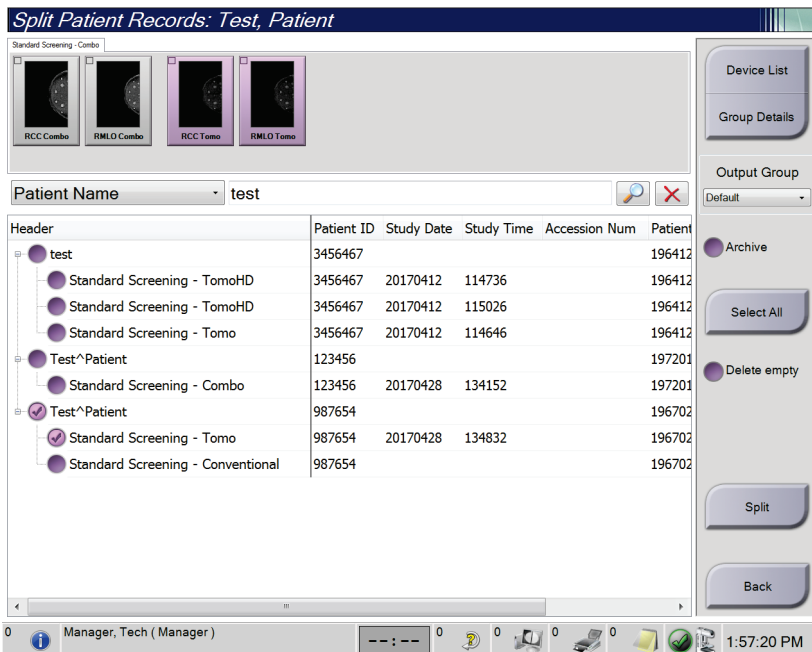 Split Patient Records: Test, Patient
Standard Screening - Combo
RCC Combo RMLO Combo RCC Tomo RMLO Tomo
Device List
Group Details
Output Group
Default
Archive
Select All
Delete empty
Split
Back
Patient Name test
Header Patient ID Study Date Study Time Accession Num Patient
test 3456467 196412
Standard Screening - TomoHD 3456467 20170412 114736 196412
Standard Screening - TomoHD 3456467 20170412 115026 196412
Standard Screening - Tomo 3456467 20170412 114646 196412
Test^Patient 123456 197201
Standard Screening - Combo 123456 20170428 134152 197201
Test^Patient 987654 196702
Standard Screening - Tomo 987654 20170428 134832 196702
Standard Screening - Conventional 987654 196702
0 Manager, Tech ( Manager ) --:-- 0 0 0 0 1:57:20 PM